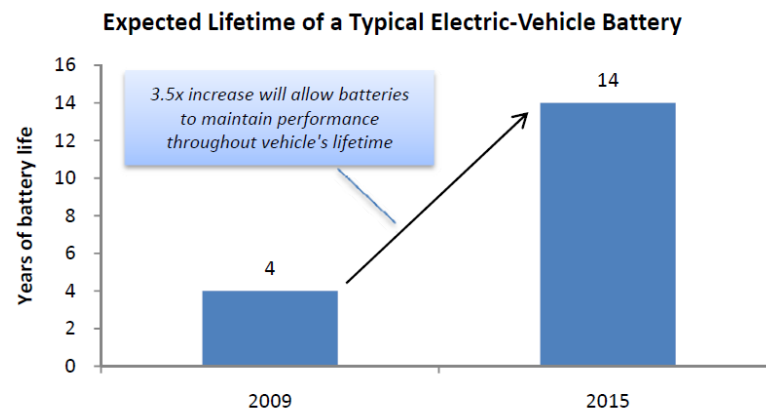 Expected Lifetime of a Typical Electric-Vehicle Battery
16
14
12
10
8
6
4
2
0
Years of battery life
3.5x increase will allow batteries
to maintain performance
throughout vehicle's lifetime
4
14
2009
2015